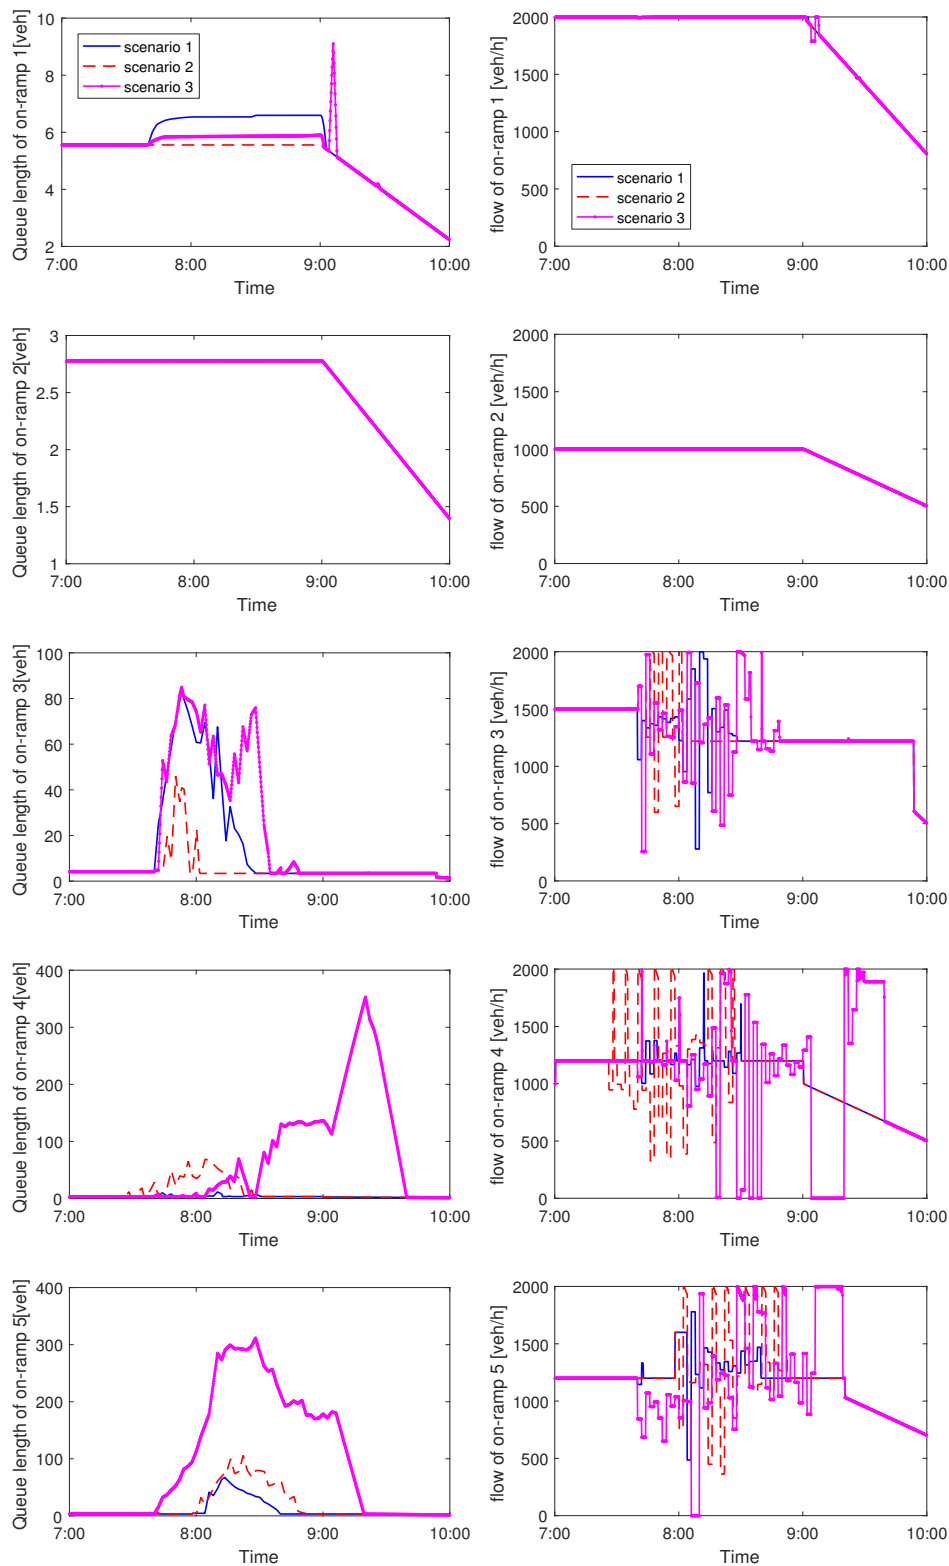 Queue length of on-ramp 1[veh]
10
8
6
4
2
scenario 1
scenario 2
scenario 3
7:00 8:00 9:00 10:00
Time
flow of on-ramp 1 [veh/h]
2000
1500
1000
500
0
scenario 1
scenario 2
scenario 3
7:00 8:00 9:00 10:00
Time
Queue length of on-ramp 2[veh]
3
2.5
2
1.5
1
7:00 8:00 9:00 10:00
Time
flow of on-ramp 2 [veh/h]
2000
1500
1000
500
0
7:00 8:00 9:00 10:00
Time
Queue length of on-ramp 3[veh]
100
80
60
40
20
0
7:00 8:00 9:00 10:00
Time
flow of on-ramp 3 [veh/h]
2000
1500
1000
500
0
7:00 8:00 9:00 10:00
Time
Queue length of on-ramp 4[veh]
400
300
200
100
0
7:00 8:00 9:00 10:00
Time
flow of on-ramp 4 [veh/h]
2000
1500
1000
500
0
7:00 8:00 9:00 10:00
Time
Queue length of on-ramp 5[veh]
400
300
200
100
0
7:00 8:00 9:00 10:00
Time
flow of on-ramp 5 [veh/h]
2000
1500
1000
500
0
7:00 8:00 9:00 10:00
Time